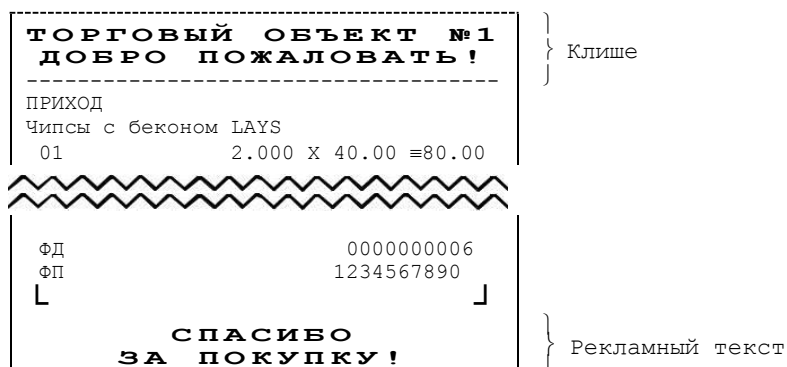 ТОРГОВЫЙ ОБЪЕКТ №1
ДОБРО ПОЖАЛОВАТЬ!
Клише
ПРИХОД
Чипсы с беконом LAYS
01 2.000 X 40.00 ≡80.00
ФД 0000000006
ФП 1234567890
СПАСИБО
ЗА ПОКУПКУ!
Рекламный текст